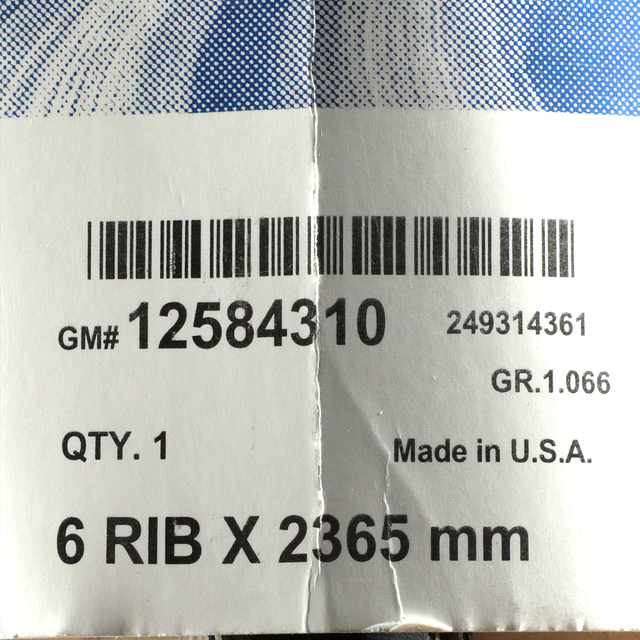 GM# 12584310 249314361
GR.1.066
QTY. 1 Made in U.S.A.
6 RIB X 2365 mm